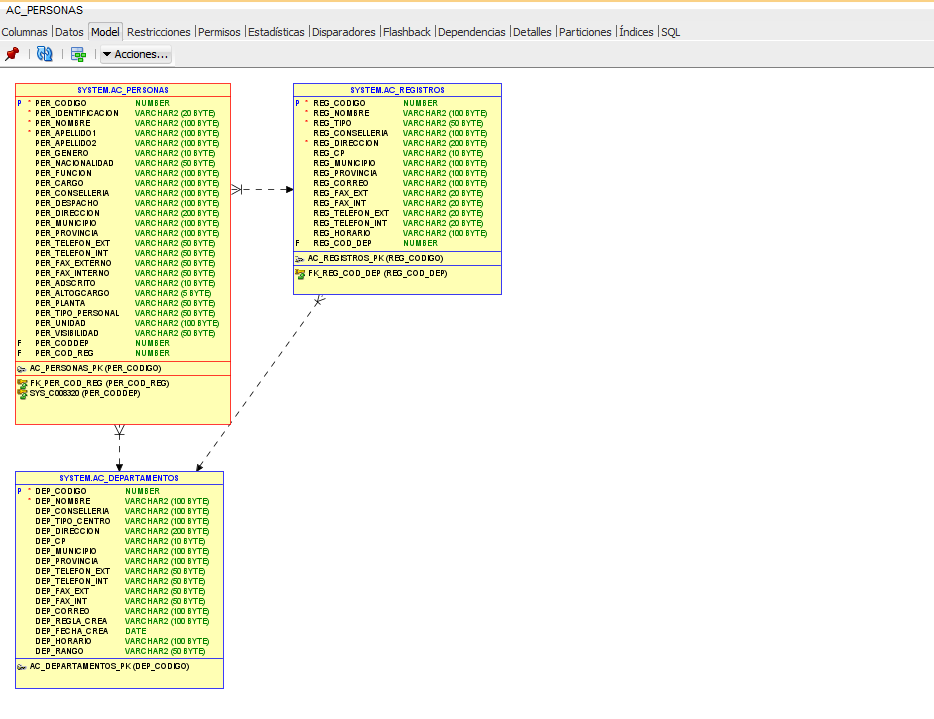 AC_PERSONAS
Columnas Datos Model Restricciones Permisos Estadísticas Disparadores Flashback Dependencias Detalles Particiones Índices SQL
Acciones...
SYSTEM.AC_PERSONAS
P * PER_CODIGO NUMBER
* PER_IDENTIFICACION VARCHAR2 (20 BYTE)
* PER_NOMBRE VARCHAR2 (100 BYTE)
* PER_APELLIDO1 VARCHAR2 (100 BYTE)
PER_APELLIDO2 VARCHAR2 (100 BYTE)
PER_GENERO VARCHAR2 (10 BYTE)
PER_NACIONALIDAD VARCHAR2 (50 BYTE)
PER_FUNCION VARCHAR2 (100 BYTE)
PER_CARGO VARCHAR2 (100 BYTE)
PER_CONSELLERIA VARCHAR2 (100 BYTE)
PER_DESPACHO VARCHAR2 (100 BYTE)
PER_DIRECCION VARCHAR2 (200 BYTE)
PER_MUNICIPIO VARCHAR2 (100 BYTE)
PER_PROVINCIA VARCHAR2 (100 BYTE)
PER_TELEFON_EXT VARCHAR2 (50 BYTE)
PER_TELEFON_INT VARCHAR2 (50 BYTE)
PER_FAX_EXTERNO VARCHAR2 (50 BYTE)
PER_FAX_INTERNO VARCHAR2 (50 BYTE)
PER_ADSCRITO VARCHAR2 (10 BYTE)
PER_ALTOGCARGO VARCHAR2 (5 BYTE)
PER_PLANTA VARCHAR2 (50 BYTE)
PER_TIPO_PERSONAL VARCHAR2 (50 BYTE)
PER_UNIDAD VARCHAR2 (100 BYTE)
PER_VISIBILIDAD VARCHAR2 (50 BYTE)
F PER_CODDEP NUMBER
F PER_COD_REG NUMBER
AC_PERSONAS_PK (PER_CODIGO)
FK_PER_COD_REG (PER_COD_REG)
SYS_C008320 (PER_CODDEP)
SYSTEM.AC_REGISTROS
P * REG_CODIGO NUMBER
* REG_NOMBRE VARCHAR2 (100 BYTE)
* REG_TIPO VARCHAR2 (50 BYTE)
REG_CONSELLERIA VARCHAR2 (100 BYTE)
* REG_DIRECCION VARCHAR2 (200 BYTE)
REG_CP VARCHAR2 (10 BYTE)
REG_MUNICIPIO VARCHAR2 (100 BYTE)
REG_PROVINCIA VARCHAR2 (100 BYTE)
REG_CORREO VARCHAR2 (100 BYTE)
REG_FAX_EXT VARCHAR2 (20 BYTE)
REG_FAX_INT VARCHAR2 (20 BYTE)
REG_TELEFON_EXT VARCHAR2 (20 BYTE)
REG_TELEFON_INT VARCHAR2 (20 BYTE)
REG_HORARIO VARCHAR2 (100 BYTE)
F REG_COD_DEP NUMBER
AC_REGISTROS_PK (REG_CODIGO)
FK_REG_COD_DEP (REG_COD_DEP)
SYSTEM.AC_DEPARTAMENTOS
P * DEP_CODIGO NUMBER
* DEP_NOMBRE VARCHAR2 (100 BYTE)
DEP_CONSELLERIA VARCHAR2 (100 BYTE)
DEP_TIPO_CENTRO VARCHAR2 (100 BYTE)
DEP_DIRECCION VARCHAR2 (200 BYTE)
DEP_CP VARCHAR2 (10 BYTE)
DEP_MUNICIPIO VARCHAR2 (100 BYTE)
DEP_PROVINCIA VARCHAR2 (100 BYTE)
DEP_TELEFON_EXT VARCHAR2 (50 BYTE)
DEP_TELEFON_INT VARCHAR2 (50 BYTE)
DEP_FAX_EXT VARCHAR2 (50 BYTE)
DEP_FAX_INT VARCHAR2 (50 BYTE)
DEP_CORREO VARCHAR2 (100 BYTE)
DEP_REGLA_CREA VARCHAR2 (100 BYTE)
DEP_FECHA_CREA DATE
DEP_HORARIO VARCHAR2 (100 BYTE)
DEP_RANGO VARCHAR2 (50 BYTE)
AC_DEPARTAMENTOS_PK (DEP_CODIGO)